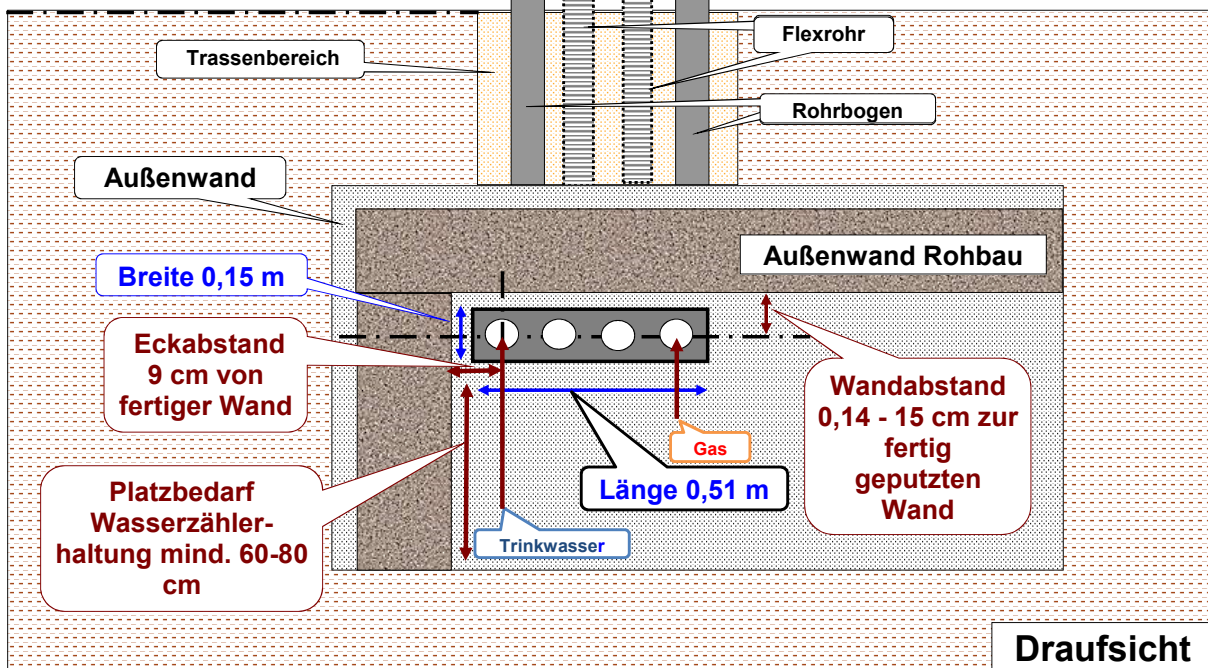 Flexrohr
Trassenbereich
Rohrbogen
Außenwand
Außenwand Rohbau
Breite 0,15 m
Eckabstand
9 cm von
fertiger Wand
Wandabstand
0,14 - 15 cm zur
fertig
geputzten
Wand
Gas
Länge 0,51 m
Platzbedarf
Wasserzähler-
haltung mind. 60-80
cm
Trinkwasser
Draufsicht